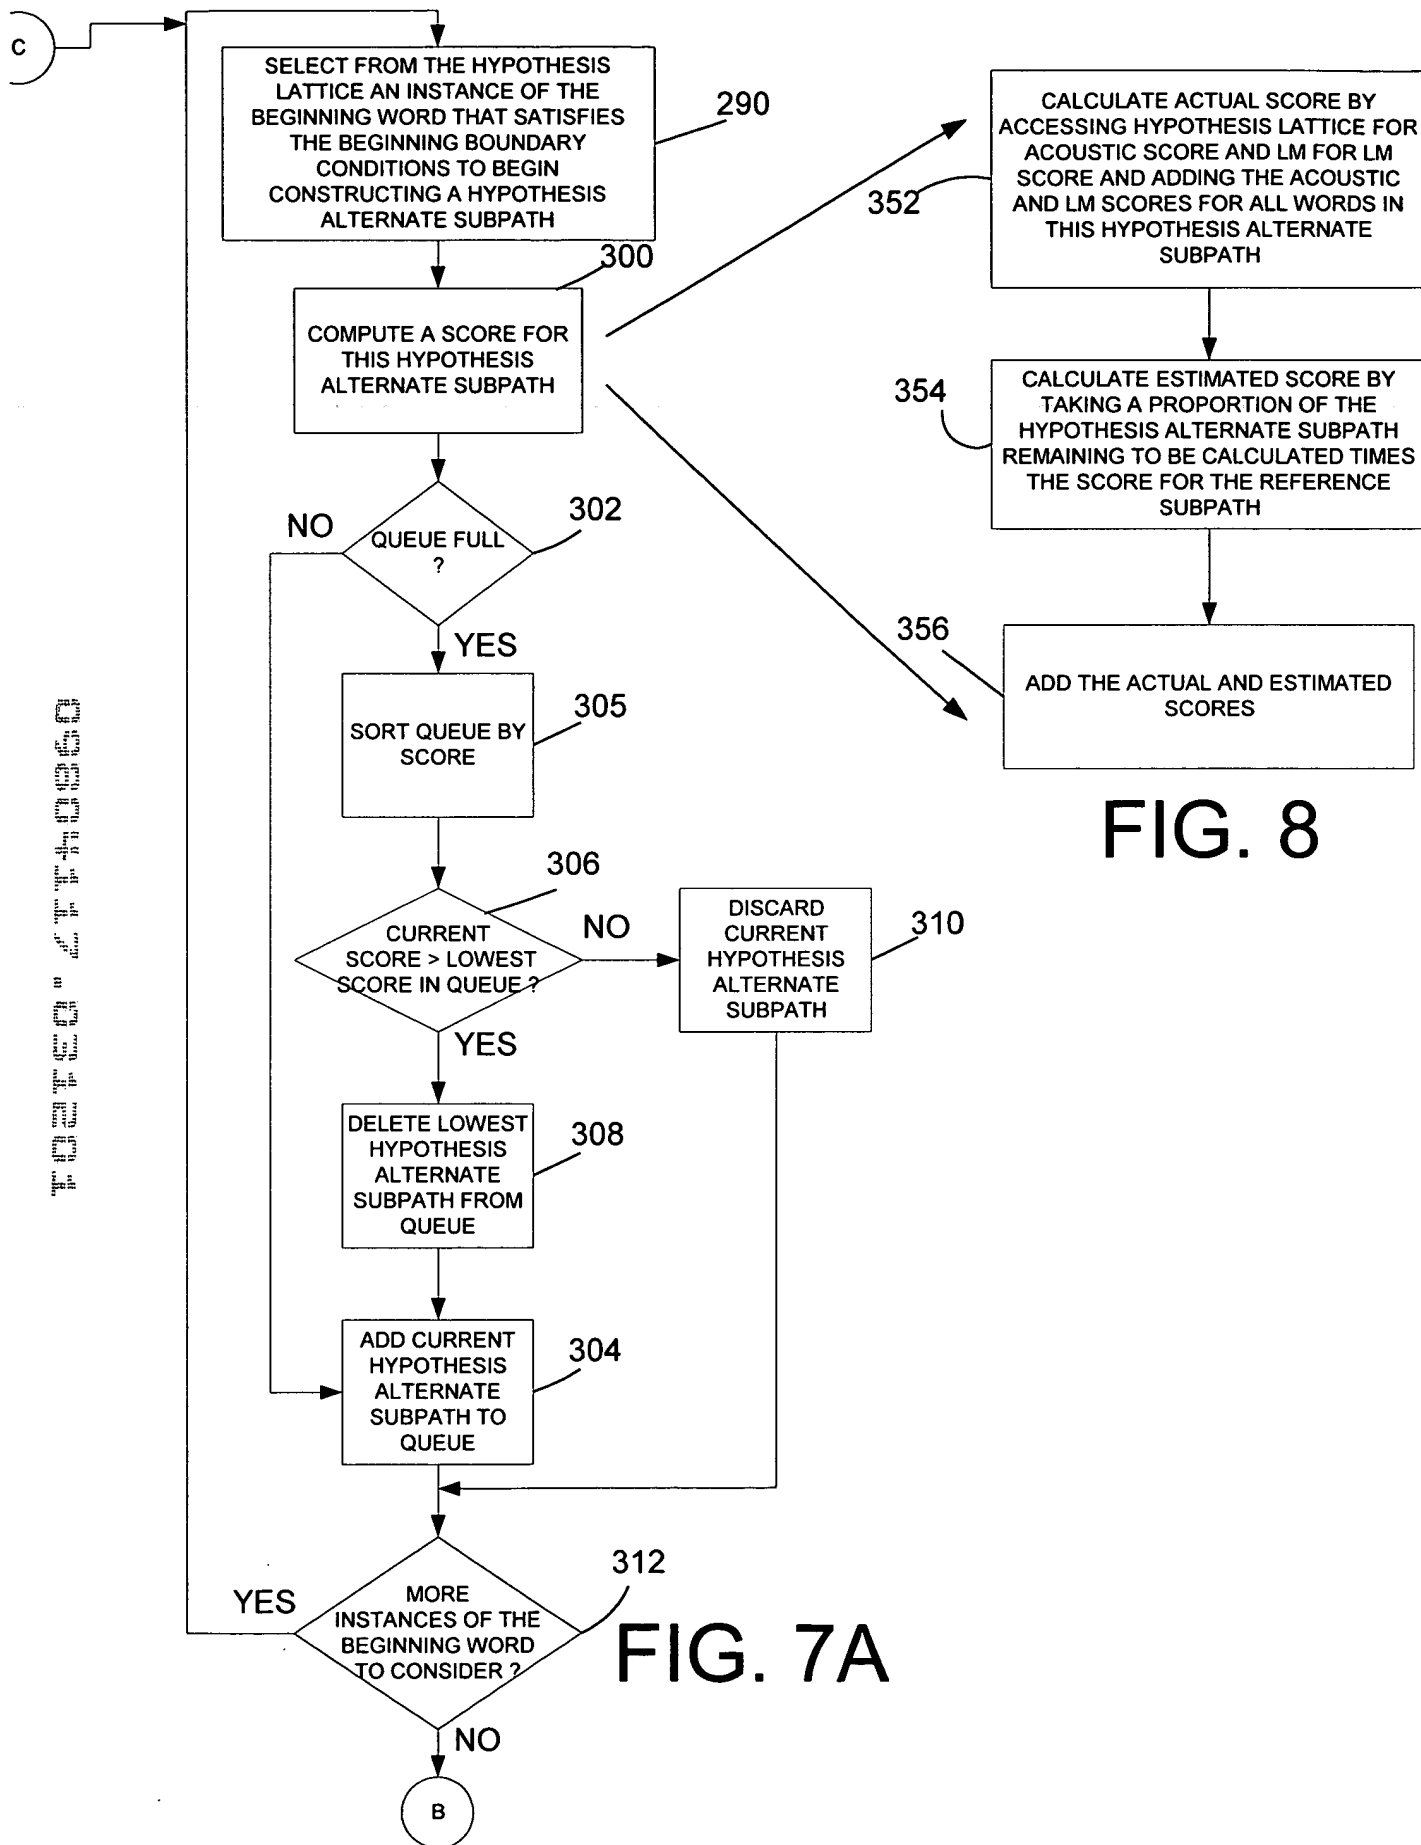 C
SELECT FROM THE HYPOTHESIS
LATTICE AN INSTANCE OF THE
BEGINNING WORD THAT SATISFIES
THE BEGINNING BOUNDARY
CONDITIONS TO BEGIN
CONSTRUCTING A HYPOTHESIS
ALTERNATE SUBPATH
290
300
COMPUTE A SCORE FOR
THIS HYPOTHESIS
ALTERNATE SUBPATH
302
QUEUE FULL
?
NO
YES
305
SORT QUEUE BY
SCORE
306
CURRENT
SCORE > LOWEST
SCORE IN QUEUE ?
NO
YES
DISCARD
CURRENT
HYPOTHESIS
ALTERNATE
SUBPATH
310
DELETE LOWEST
HYPOTHESIS
ALTERNATE
SUBPATH FROM
QUEUE
308
ADD CURRENT
HYPOTHESIS
ALTERNATE
SUBPATH TO
QUEUE
304
312
MORE
INSTANCES OF THE
BEGINNING WORD
TO CONSIDER ?
YES
NO
B
FIG. 7A
352
CALCULATE ACTUAL SCORE BY
ACCESSING HYPOTHESIS LATTICE FOR
ACOUSTIC SCORE AND LM FOR LM
SCORE AND ADDING THE ACOUSTIC
AND LM SCORES FOR ALL WORDS IN
THIS HYPOTHESIS ALTERNATE
SUBPATH
354
CALCULATE ESTIMATED SCORE BY
TAKING A PROPORTION OF THE
HYPOTHESIS ALTERNATE SUBPATH
REMAINING TO BE CALCULATED TIMES
THE SCORE FOR THE REFERENCE
SUBPATH
356
ADD THE ACTUAL AND ESTIMATED
SCORES
FIG. 8